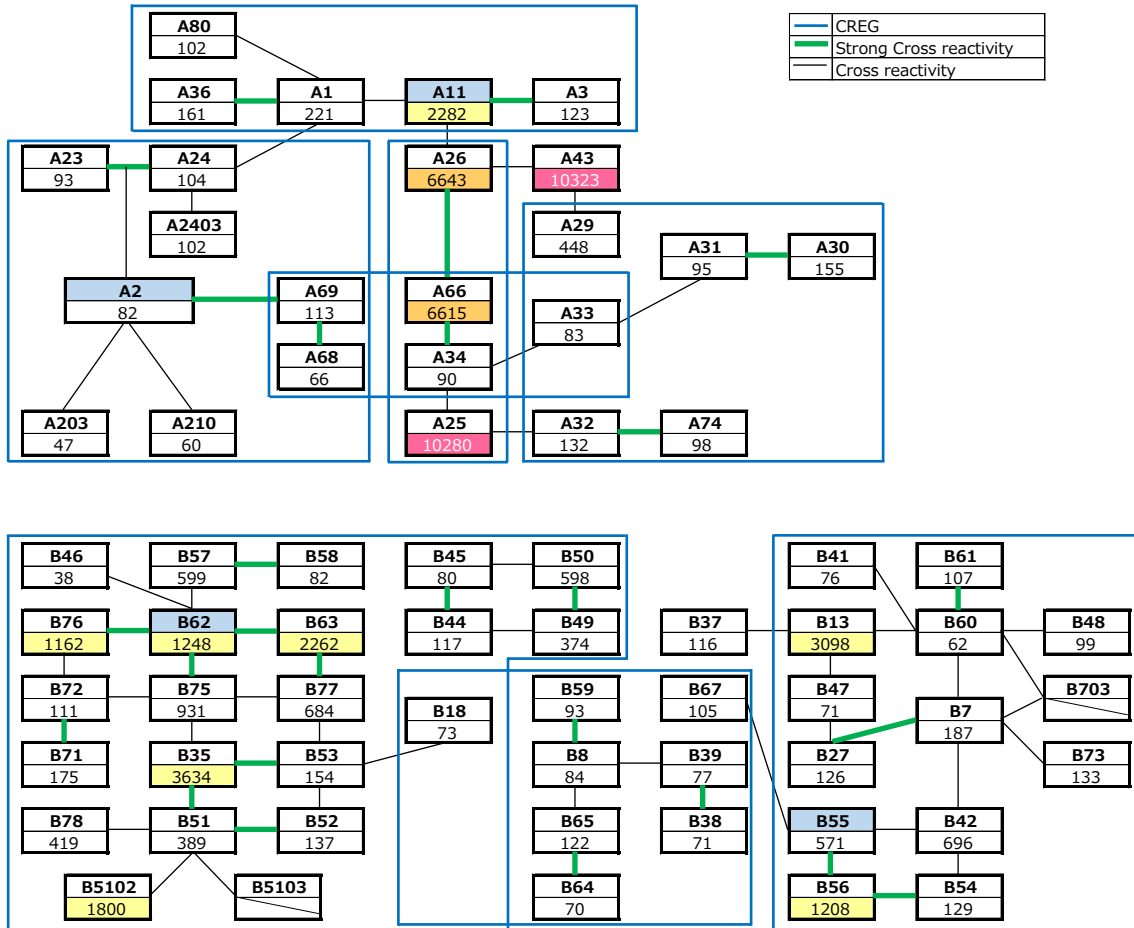 A80
102
CREG
Strong Cross reactivity
Cross reactivity
A36
161
A1
221
A11
2282
A3
123
A23
93
A24
104
A26
6643
A43
10323
A2403
102
A29
448
A31
95
A30
155
A2
82
A69
113
A66
6615
A33
83
A68
66
A34
90
A203
47
A210
60
A25
10280
A32
132
A74
98
B46
38
B57
599
B58
82
B45
80
B50
598
B41
76
B61
107
B76
1162
B62
1248
B63
2262
B44
117
B49
374
B37
116
B13
3098
B60
62
B48
99
B72
111
B75
931
B77
684
B18
73
B59
93
B67
105
B47
71
B7
187
B703
B71
175
B35
3634
B53
154
B8
84
B39
77
B27
126
B73
133
B78
419
B51
389
B52
137
B65
122
B38
71
B55
571
B42
696
B5102
1800
B5103
B64
70
B56
1208
B54
129